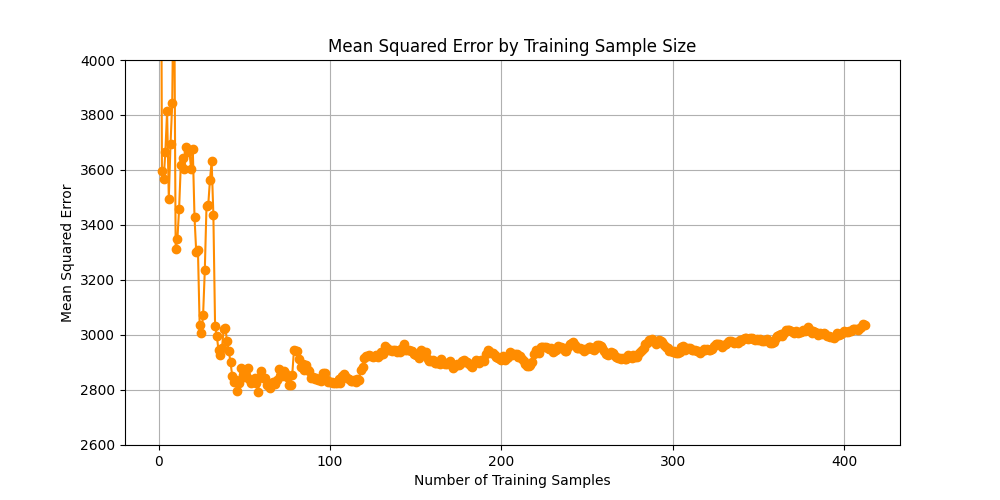 Mean Squared Error by Training Sample Size
4000
3800
3600
3400
3200
3000
2800
2600
Mean Squared Error
0 100 200 300 400
Number of Training Samples